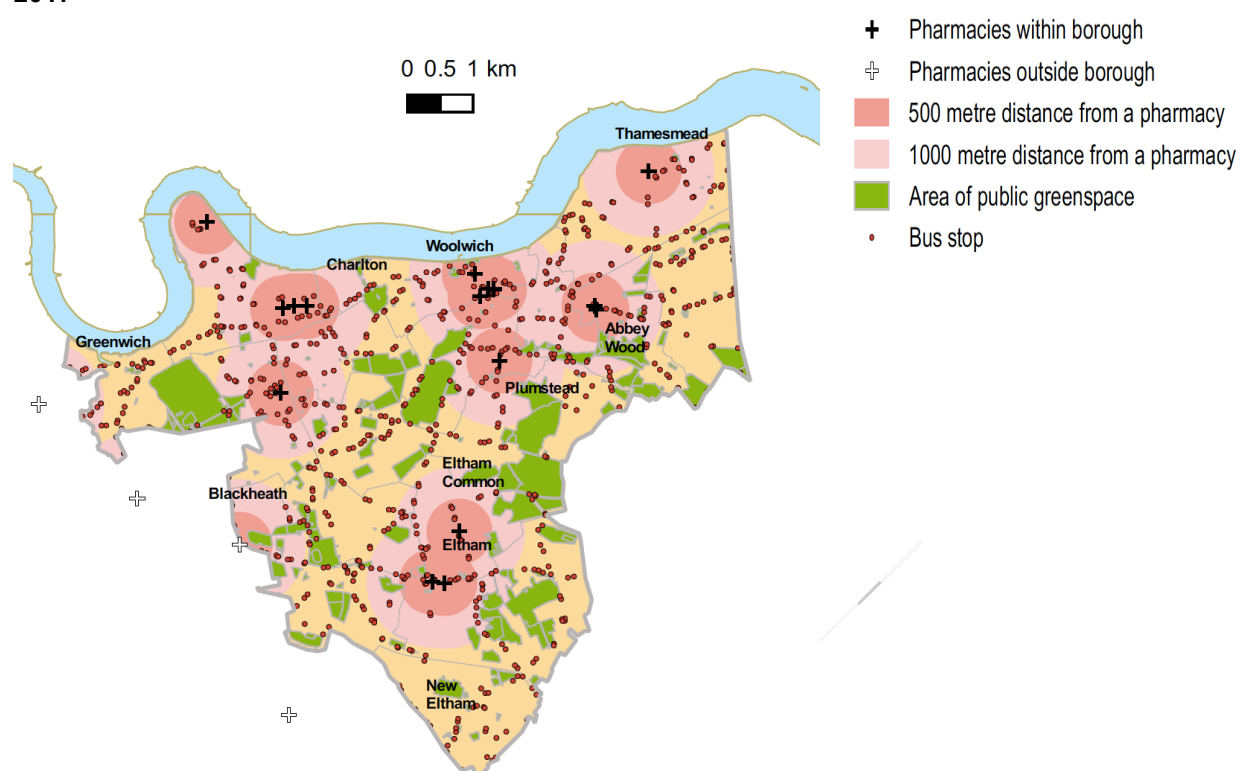 0 0.5 1 km
Pharmacies within borough
Pharmacies outside borough
500 metre distance from a pharmacy
1000 metre distance from a pharmacy
Area of public greenspace
Bus stop
Thamesmead
Woolwich
Charlton
Greenwich
Abbey
Wood
Plumstead
Eltham
Common
Blackheath
Eltham
New
Eltham